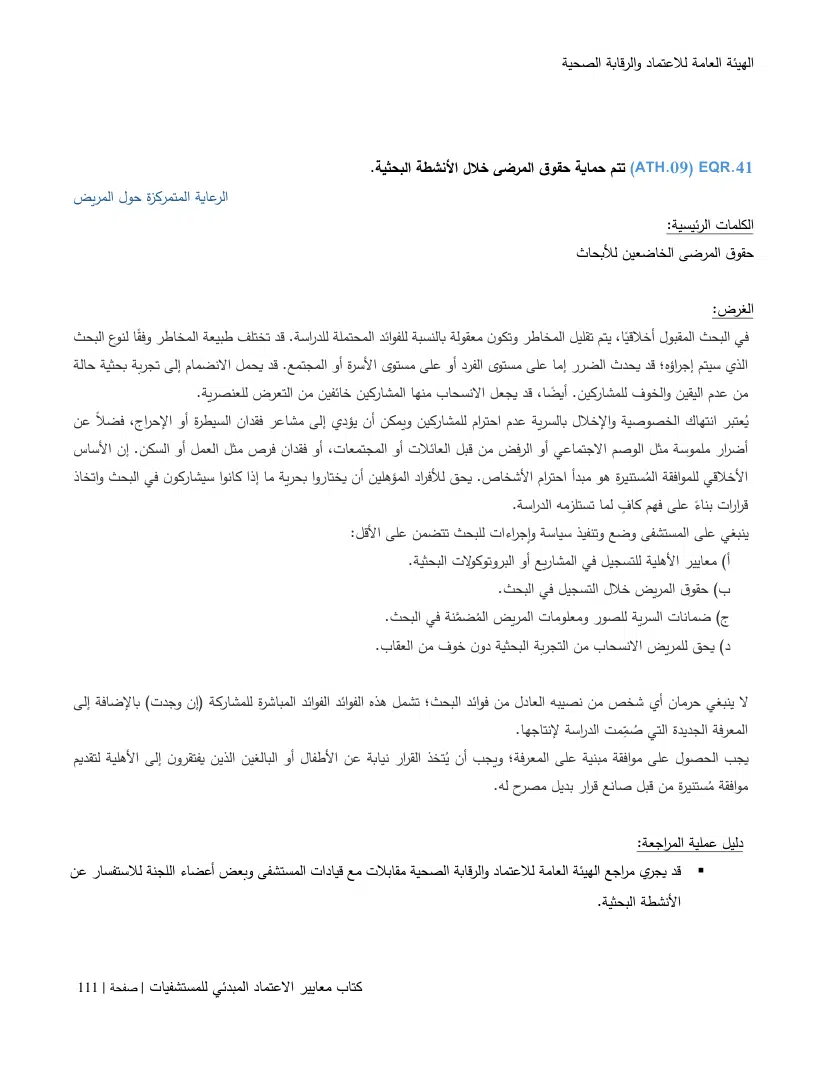 الهيئة العامة للاعتماد والرقابة الصحية
EQR.41 (ATH.09) تتم حماية حقوق المرضى خلال الأنشطة البحثية.
الرعاية المتمركزة حول المريض
الكلمات الرئيسية:
حقوق المرضى الخاضعين للأبحاث
الغرض:
في البحث المقبول أخلاقيًا، يتم تقليل المخاطر وتكون معقولة بالنسبة للفوائد المحتملة للدراسة. قد تختلف طبيعة المخاطر وفقًا لنوع البحث
الذي سيتم إجراؤه؛ قد يحدث الضرر إما على مستوى الفرد أو على مستوى الأسرة أو المجتمع. قد يحمل الانضمام إلى تجربة بحثية حالة
من عدم اليقين والخوف للمشاركين. أيضًا، قد يجعل الانسحاب منها المشاركين خائفين من التعرض للعنصرية.
يُعتبر انتهاك الخصوصية والإخلال بالسرية عدم احترام للمشاركين ويمكن أن يؤدي إلى مشاعر فقدان السيطرة أو الإحراج، فضلاً عن
أضرار ملموسة مثل الوصم الاجتماعي أو الرفض من قبل العائلات أو المجتمعات، أو فقدان فرص مثل العمل أو السكن. إن الأساس
الأخلاقي للموافقة المُستنيرة هو مبدأ احترام الأشخاص. يحق للأفراد المؤهلين أن يختاروا بحرية ما إذا كانوا سيشاركون في البحث واتخاذ
قرارات بناءً على فهم كافٍ لما تستلزمه الدراسة.
ينبغي على المستشفى وضع وتنفيذ سياسة وإجراءات للبحث تتضمن على الأقل:
أ) معايير الأهلية للتسجيل في المشاريع أو البروتوكولات البحثية.
ب) حقوق المريض خلال التسجيل في البحث.
ج) ضمانات السرية للصور ومعلومات المريض المُضمَّنة في البحث.
د) يحق للمريض الانسحاب من التجربة البحثية دون خوف من العقاب.
لا ينبغي حرمان أي شخص من نصيبه العادل من فوائد البحث؛ تشمل هذه الفوائد الفوائد المباشرة للمشاركة (إن وجدت) بالإضافة إلى
المعرفة الجديدة التي صُمِّمت الدراسة لإنتاجها.
يجب الحصول على موافقة مبنية على المعرفة؛ ويجب أن يُتخذ القرار نيابة عن الأطفال أو البالغين الذين يفتقرون إلى الأهلية لتقديم
موافقة مُستنيرة من قبل صانع قرار بديل مصرح له.
دليل عملية المراجعة:
▪ قد يجري مراجع الهيئة العامة للاعتماد والرقابة الصحية مقابلات مع قيادات المستشفى وبعض أعضاء اللجنة للاستفسار عن
الأنشطة البحثية.
كتاب معايير الاعتماد المبدئي للمستشفيات | صفحة | 111